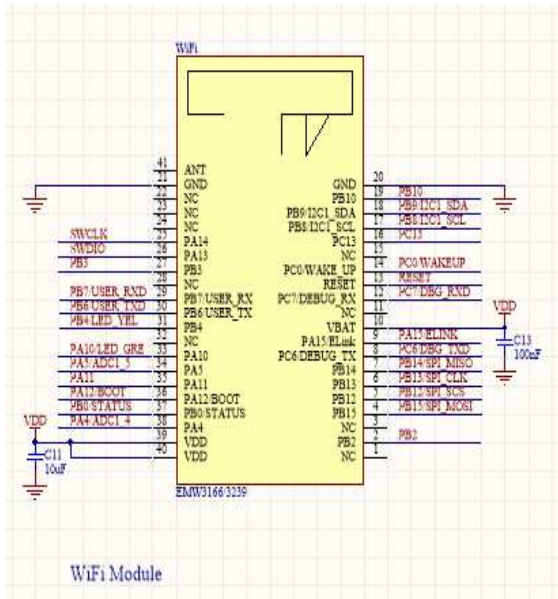 WiFi
41 ANT
21 GND GND 20
22 NC PB10 19 PB10
23 NC PB9/I2C1_SDA 18 PB9/I2C1_SDA
24 NC PB8/I2C1_SCL 17 PB8/I2C1_SCL
SWCLK 25 PA14 PC13 16 PC13
SWDIO 26 PA13 NC 15
PB3 27 PB3 PC0/WAKE_UP 14 PC0/WAKEUP
28 NC RESET 13 RESET
PB7/USER_RXD 29 PB7/USER_RX PC7/DEBUG_RX 12 PC7/DBG_RXD
PB6/USER_TXD 30 PB6/USER_TX NC 11
PB4/LED_YEL 31 PB4 VBAT 10 VDD
32 NC PA15/ELink 9 PA15/ELINK
PA10/LED_GRE 33 PA10 PC6/DEBUG_TX 8 PC6/DBG_TXD
C13
100nF
PA5/ADC1_5 34 PA5 PB14 7 PB14/SPI_MISO
PA11 35 PA11 PB13 6 PB13/SPI_CLK
PA12/BOOT 36 PA12/BOOT PB12 5 PB12/SPI_SCS
PB0/STATUS 37 PB0/STATUS PB15 4 PB15/SPI_MOSI
PA4/ADC1_4 38 PA4 NC 3
VDD 39 VDD PB2 2 PB2
40 VDD NC 1
C11
10uF
EMW3166/3239
WiFi Module